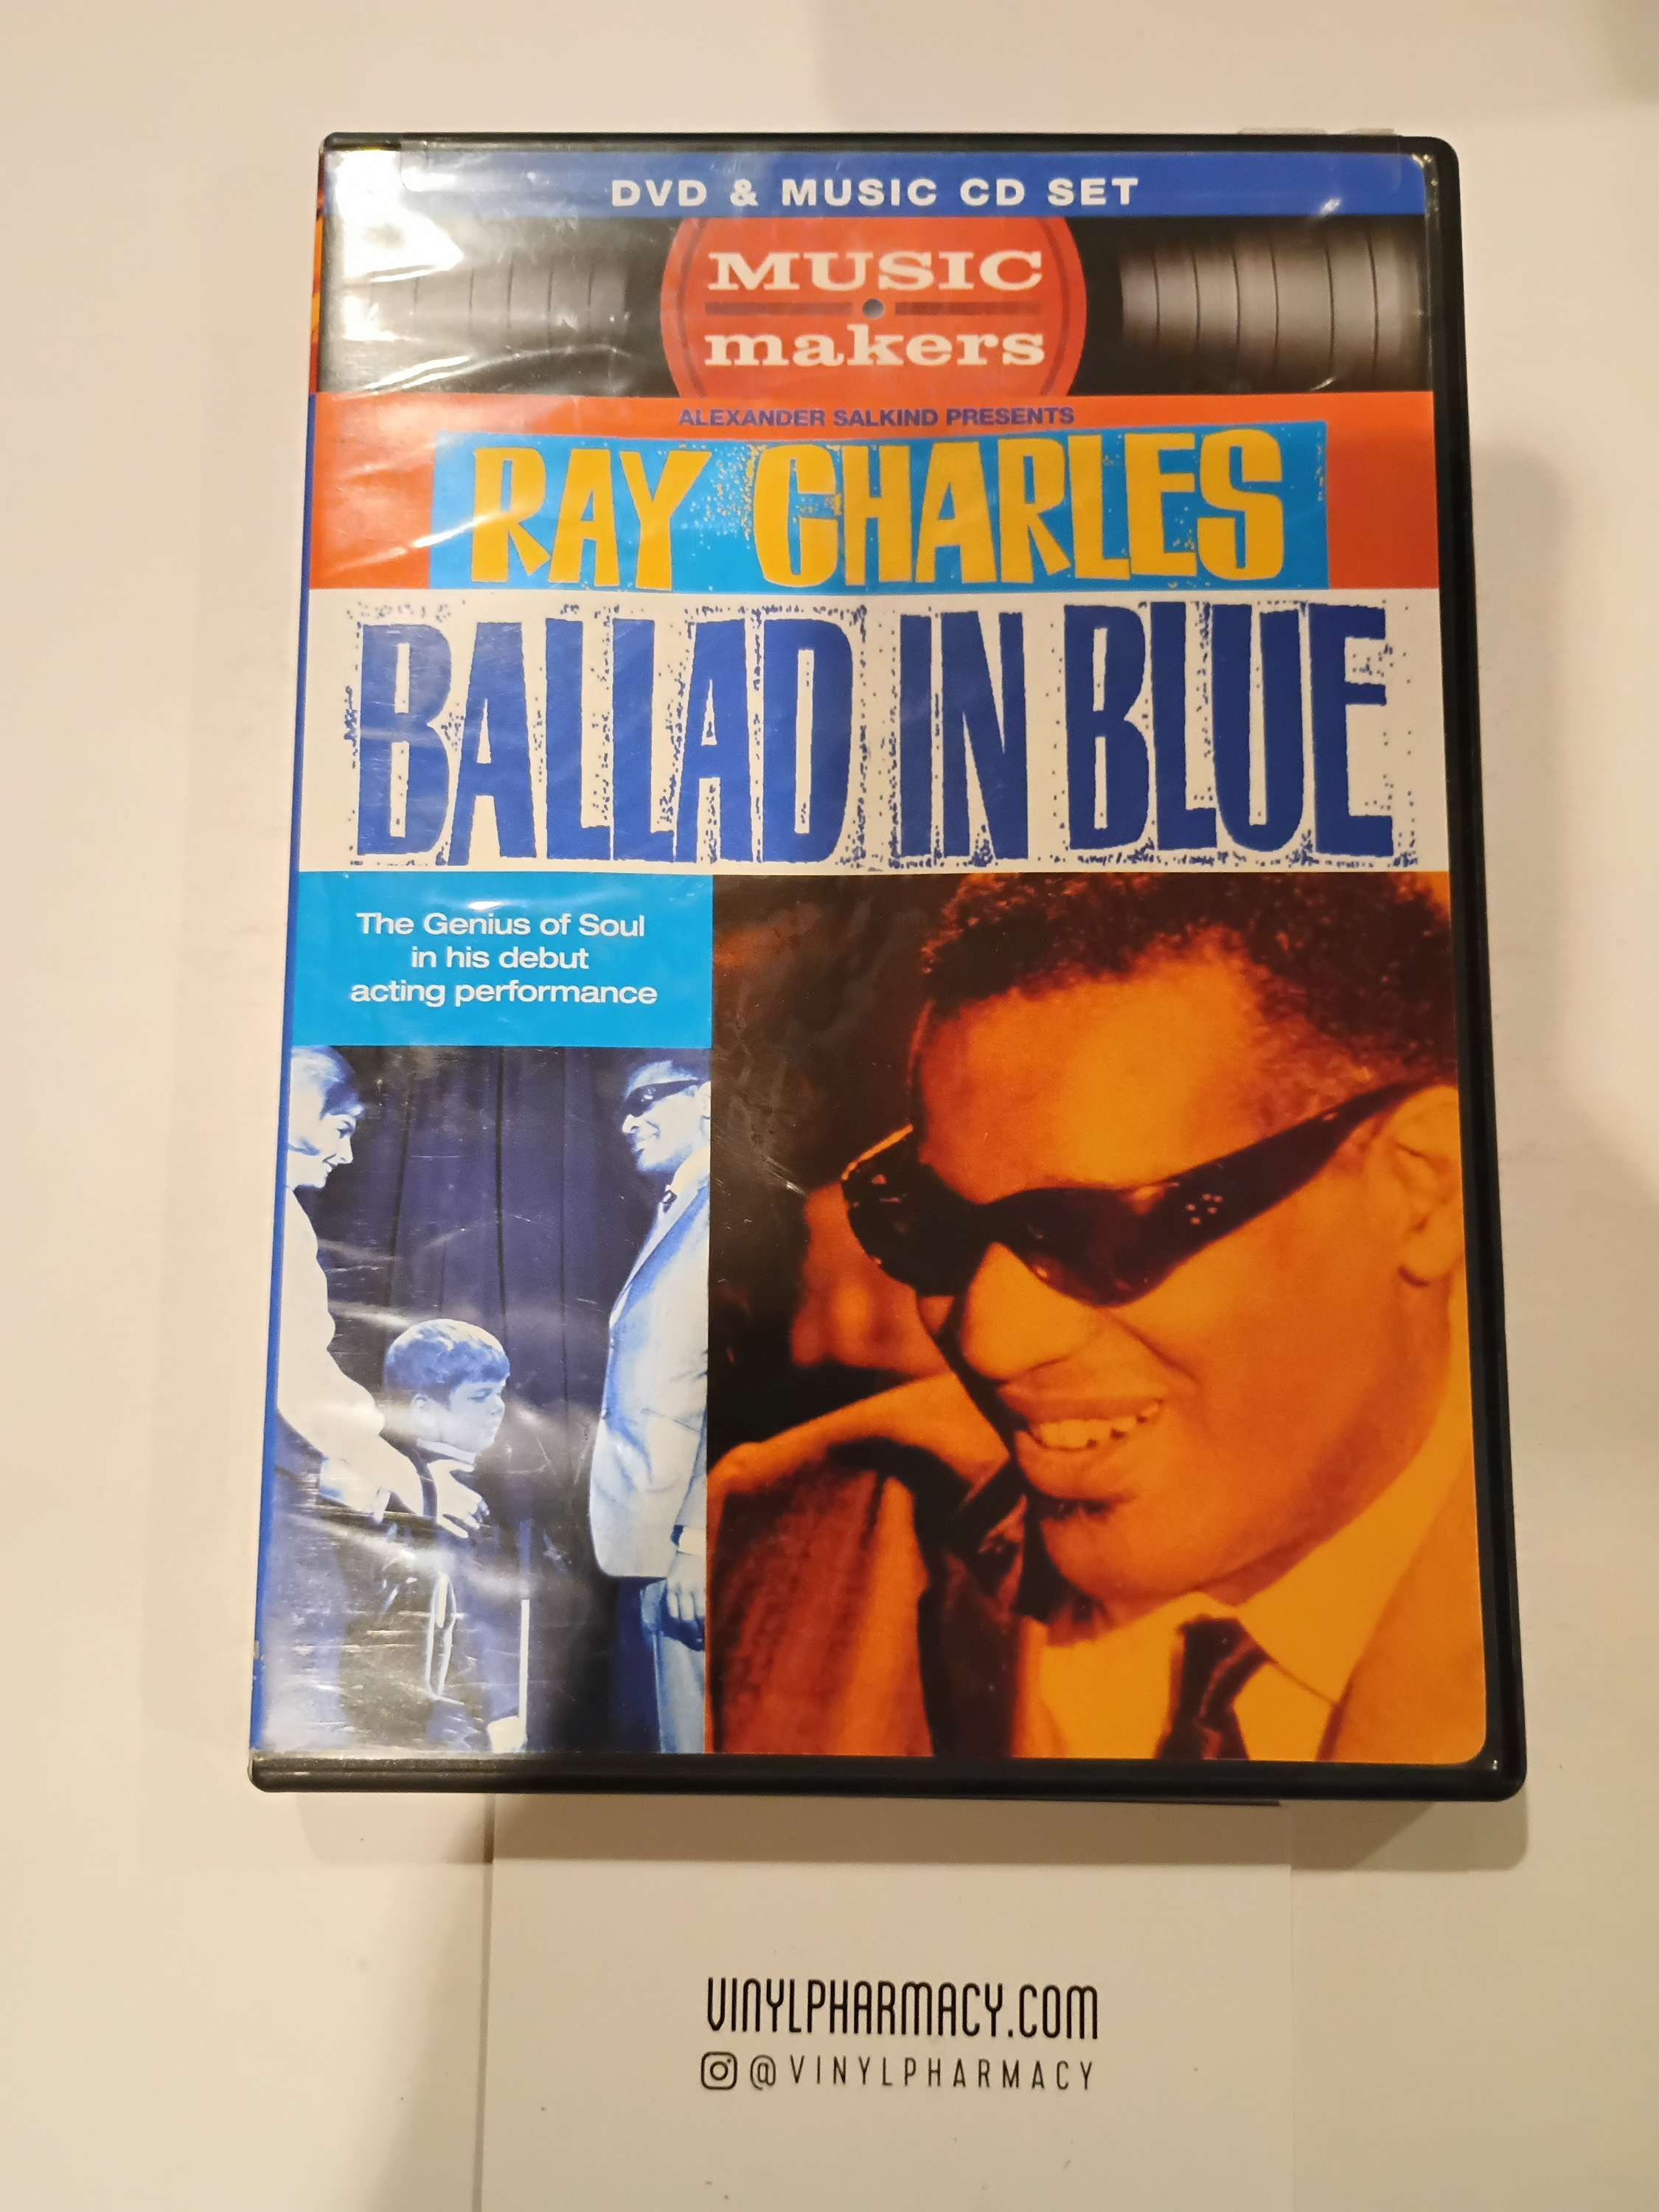 DVD & MUSIC CD SET
MUSIC
makers
ALEXANDER SALKIND PRESENTS
RAY CHARLES
BALLAD IN BLUE
The Genius of Soul
in his debut
acting performance
VINYLPHARMACY.COM
@VINYLPHARMACY